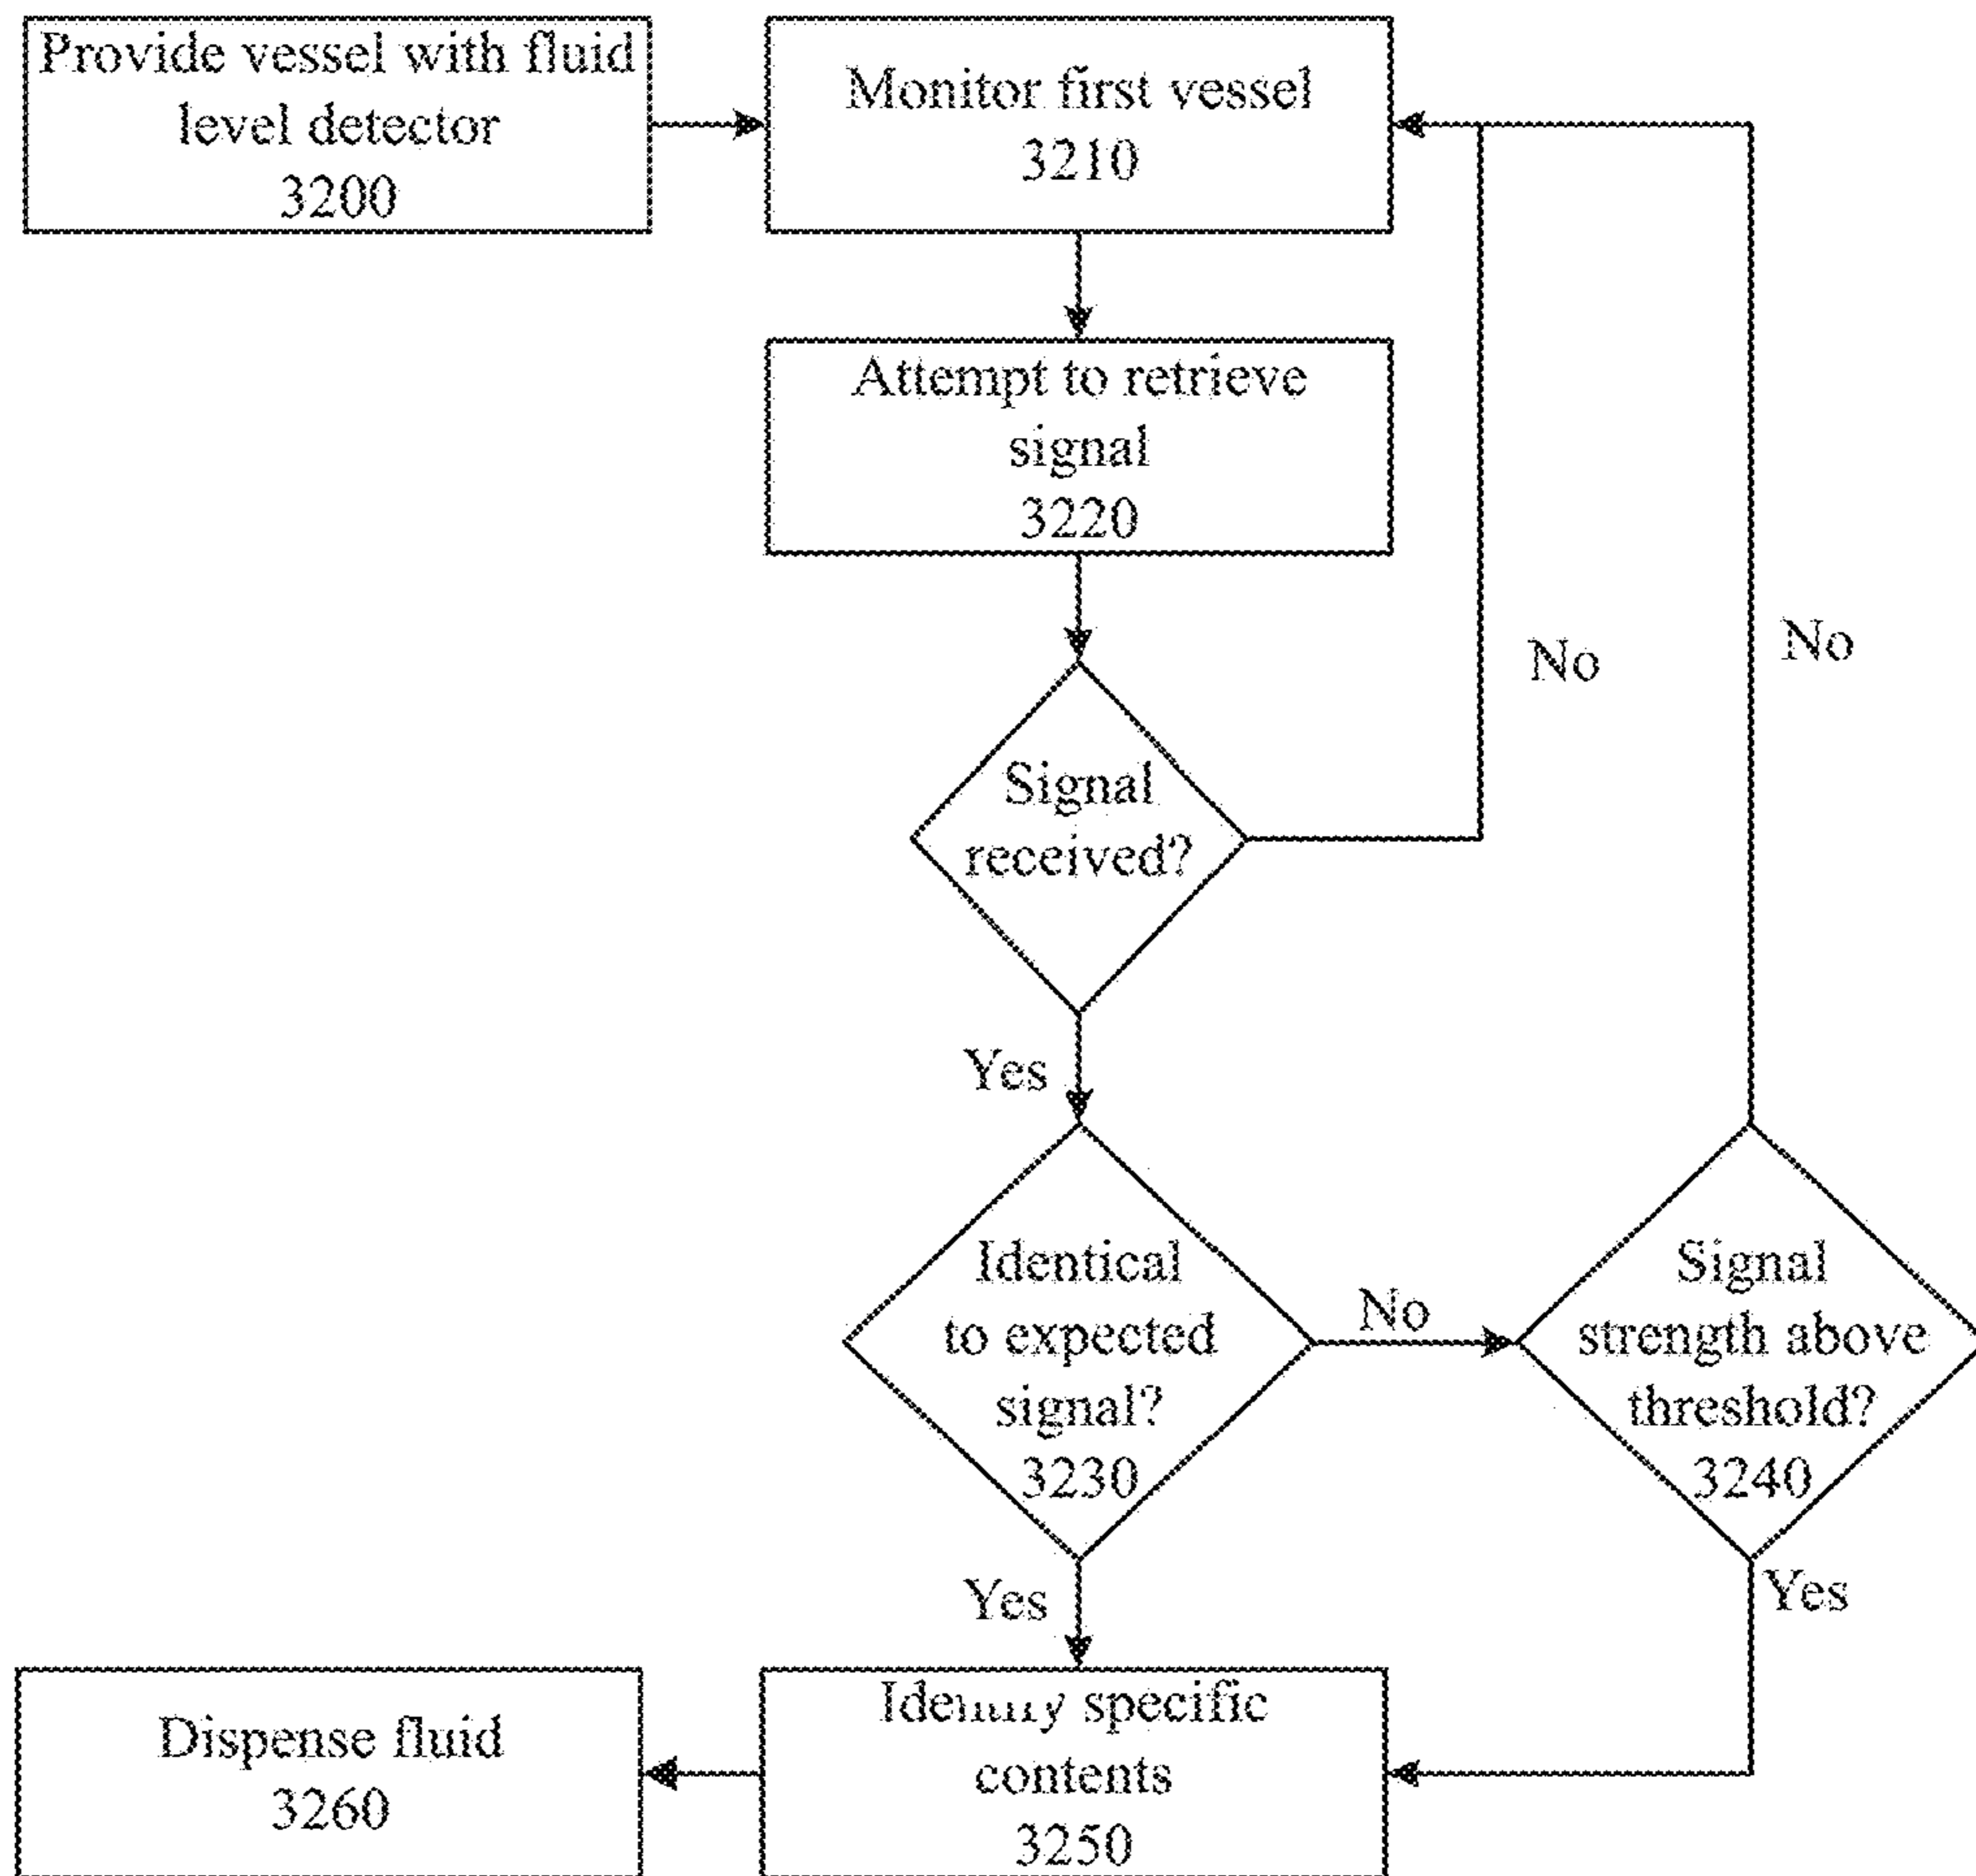 Provide vessel with fluid
level detector
3200
Monitor first vessel
3210
Attempt to retrieve
signal
3220
No
No
Signal
received?
Yes
Identical
to expected
signal?
3230
No
Signal
strength above
threshold?
3240
Yes
Yes
Identify specific
contents
3250
Dispense fluid
3260